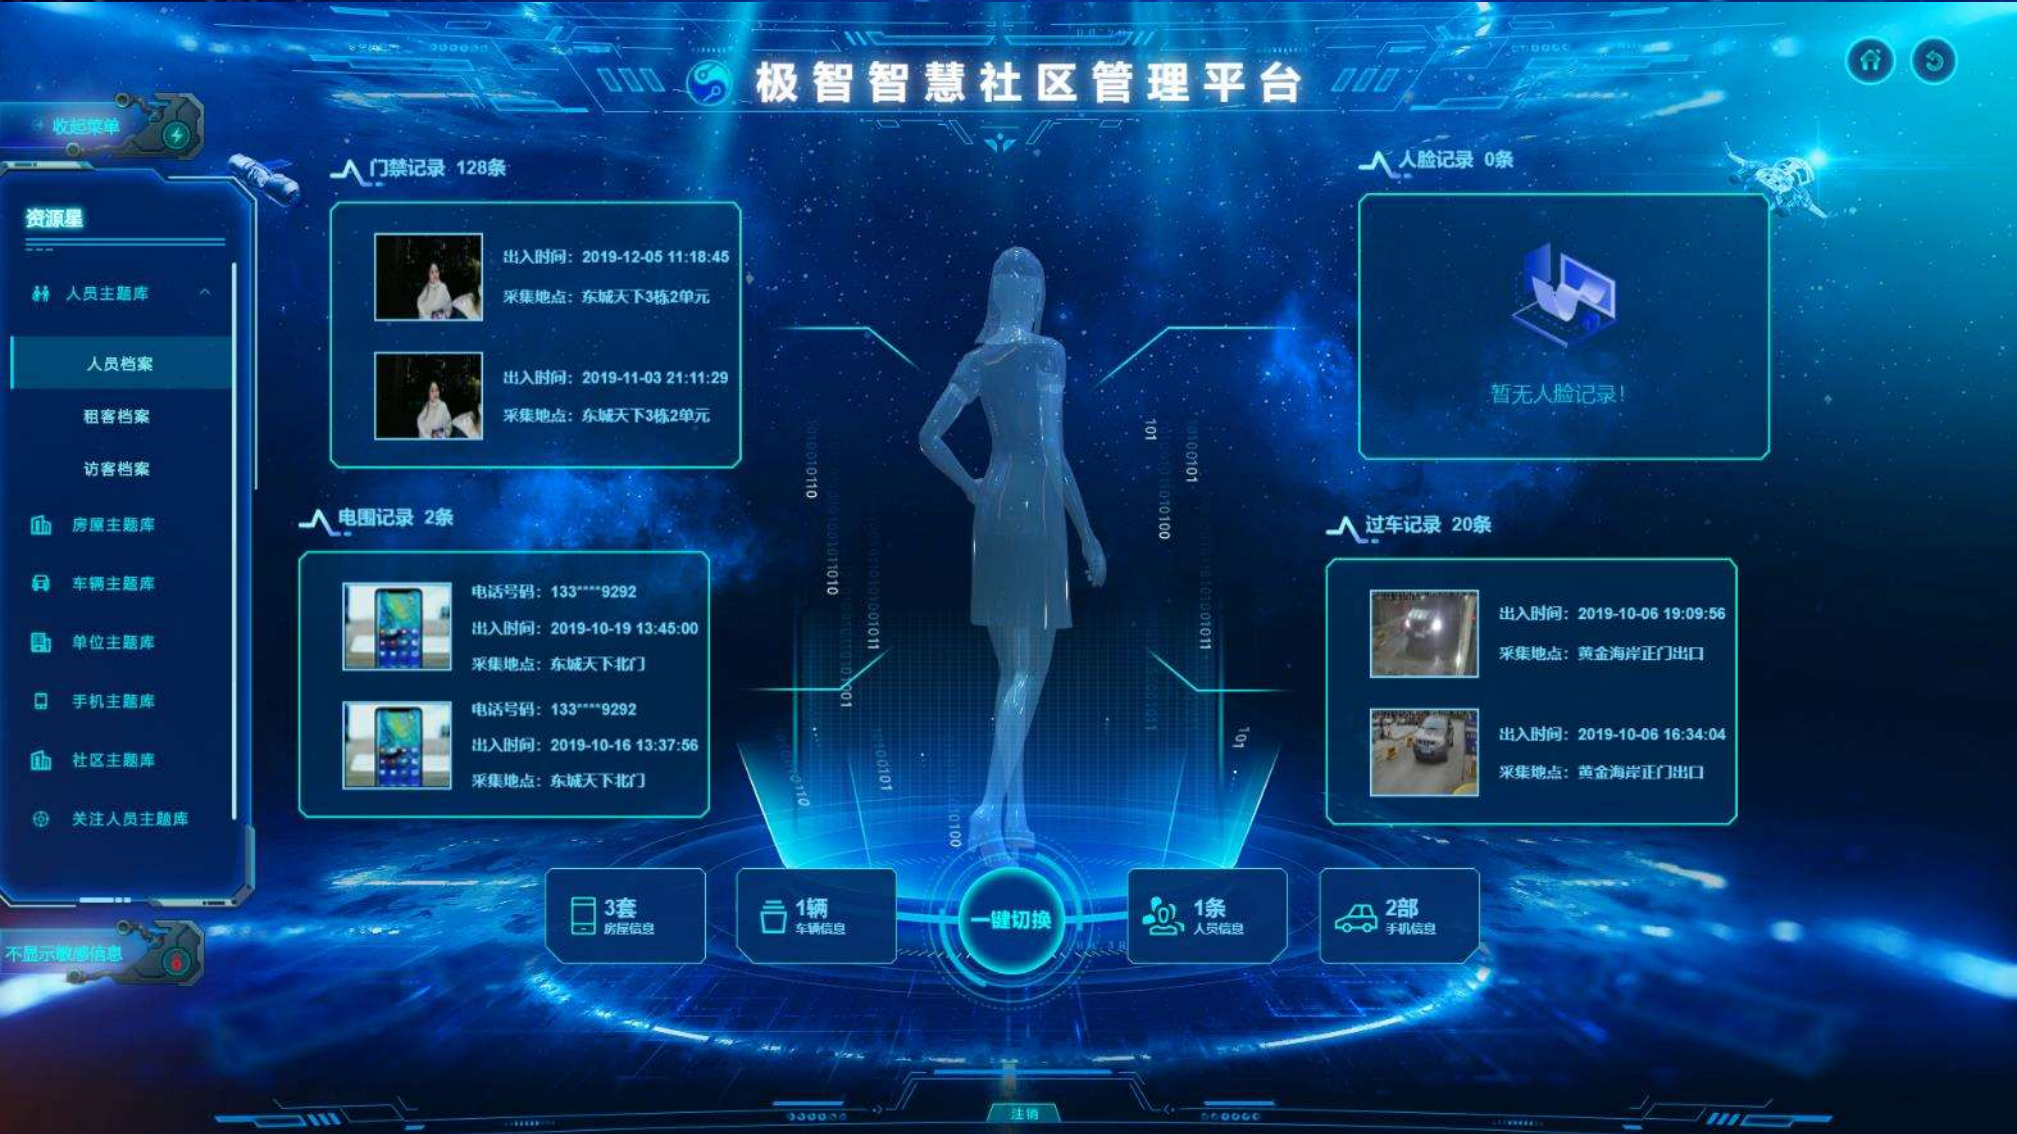 极智智慧社区管理平台
收起菜单
资源星
人员主题库
人员档案
租客档案
访客档案
房屋主题库
车辆主题库
单位主题库
手机主题库
社区主题库
关注人员主题库
不显示敏感信息
门禁记录 128条
出入时间：2019-12-05 11:18:45
采集地点：东城天下3栋2单元
出入时间：2019-11-03 21:11:29
采集地点：东城天下3栋2单元
电围记录 2条
电话号码：133****9292
出入时间：2019-10-19 13:45:00
采集地点：东城天下北门
电话号码：133****9292
出入时间：2019-10-16 13:37:56
采集地点：东城天下北门
人脸记录 0条
暂无人脸记录!
过车记录 20条
出入时间：2019-10-06 19:09:56
采集地点：黄金海岸正门出口
出入时间：2019-10-06 16:34:04
采集地点：黄金海岸正门出口
3套
房屋信息
1辆
车辆信息
一键切换
1条
人员信息
2部
手机信息
注销